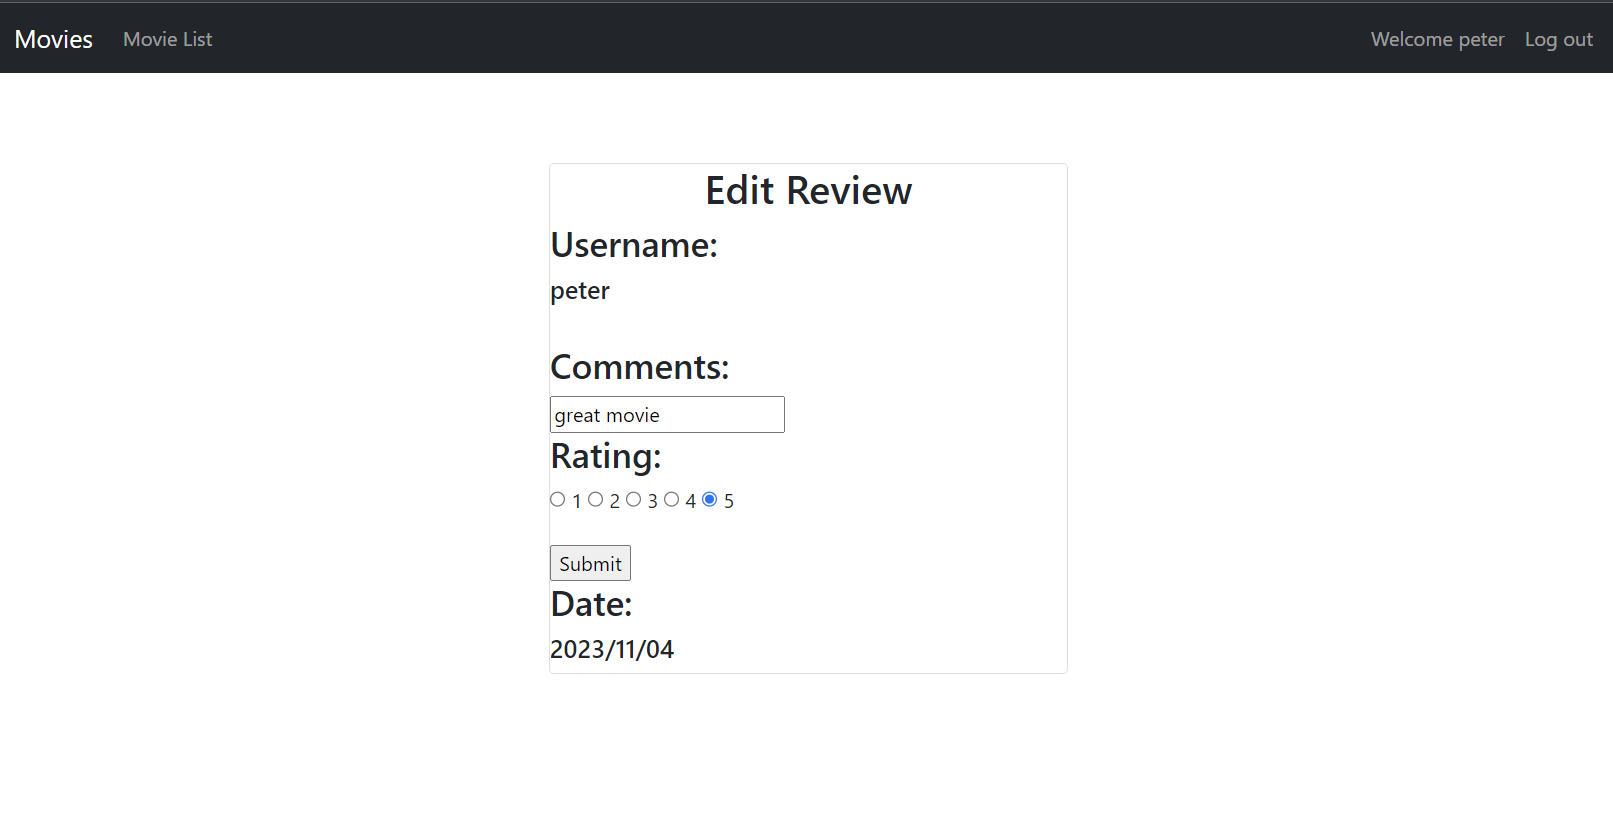 Movies Movie List Welcome peter Log out
Edit Review
Username:
peter
Comments:
great movie
Rating:
1 2 3 4 5
Submit
Date:
2023/11/04